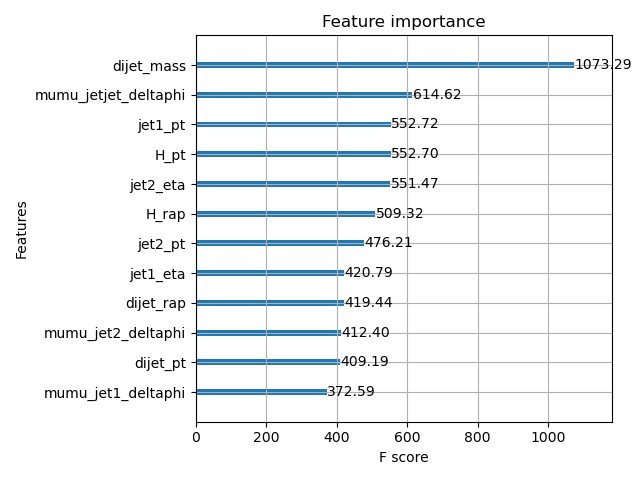 Feature importance
Features
dijet_mass 1073.29
mumu_jetjet_deltaphi 614.62
jet1_pt 552.72
H_pt 552.70
jet2_eta 551.47
H_rap 509.32
jet2_pt 476.21
jet1_eta 420.79
dijet_rap 419.44
mumu_jet2_deltaphi 412.40
dijet_pt 409.19
mumu_jet1_deltaphi 372.59
0 200 400 600 800 1000
F score